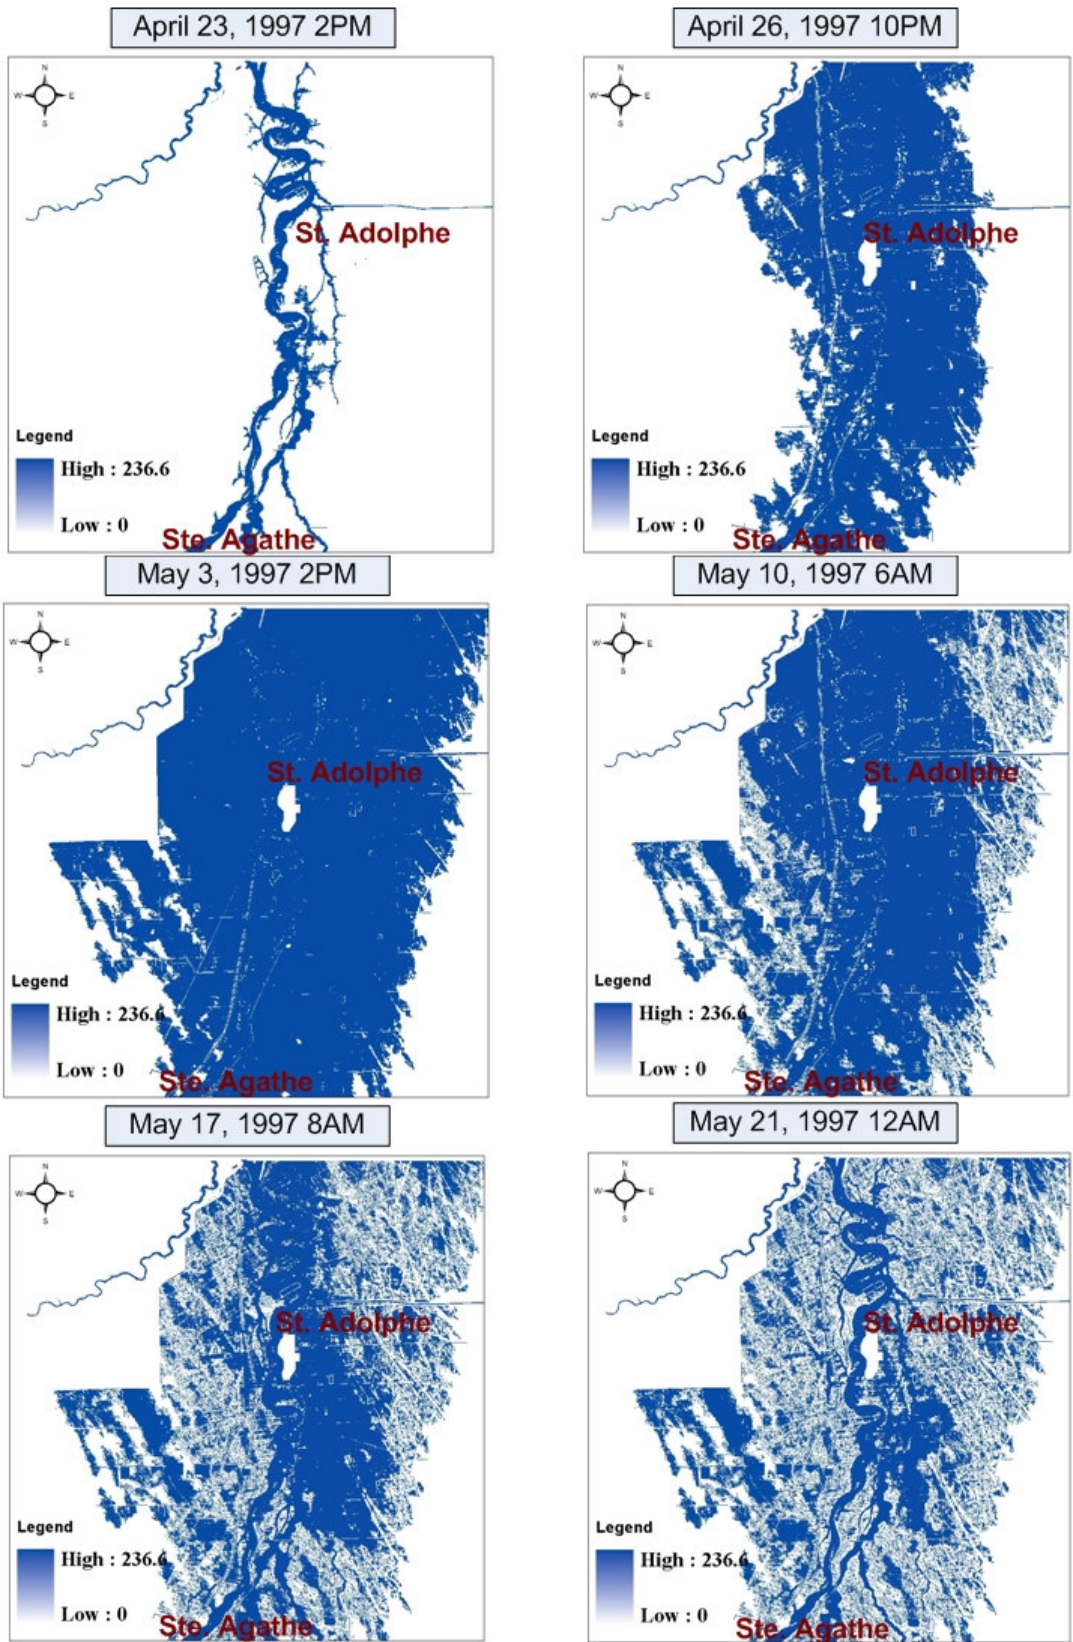 April 23, 1997 2PM
April 26, 1997 10PM
N
W E
S
St. Adolphe
Legend
High : 236.6
Low : 0
Ste. Agathe
N
W E
S
St. Adolphe
Legend
High : 236.6
Low : 0
Ste. Agathe
May 3, 1997 2PM
May 10, 1997 6AM
N
W E
S
St. Adolphe
Legend
High : 236.6
Low : 0
Ste. Agathe
N
W E
S
St. Adolphe
Legend
High : 236.6
Low : 0
Ste. Agathe
May 17, 1997 8AM
May 21, 1997 12AM
N
W E
S
St. Adolphe
Legend
High : 236.6
Low : 0
Ste. Agathe
N
W E
S
St. Adolphe
Legend
High : 236.6
Low : 0
Ste. Agathe